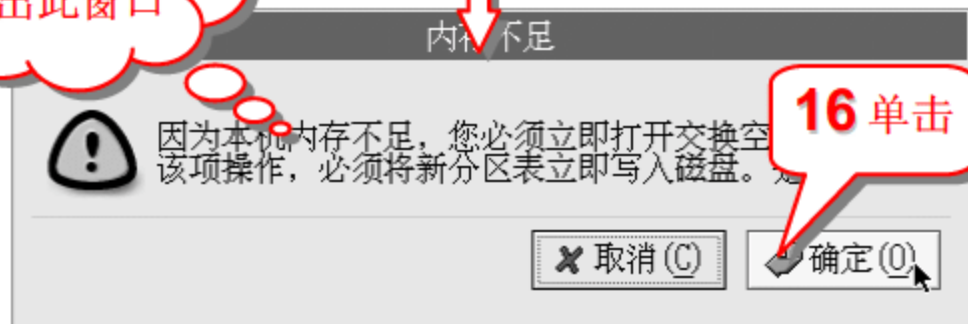 出此窗口
内存不足
16 单击
因为本机内存不足，您必须立即打开交换空
该项操作，必须将新分区表立即写入磁盘。
取消(C)
确定(O)